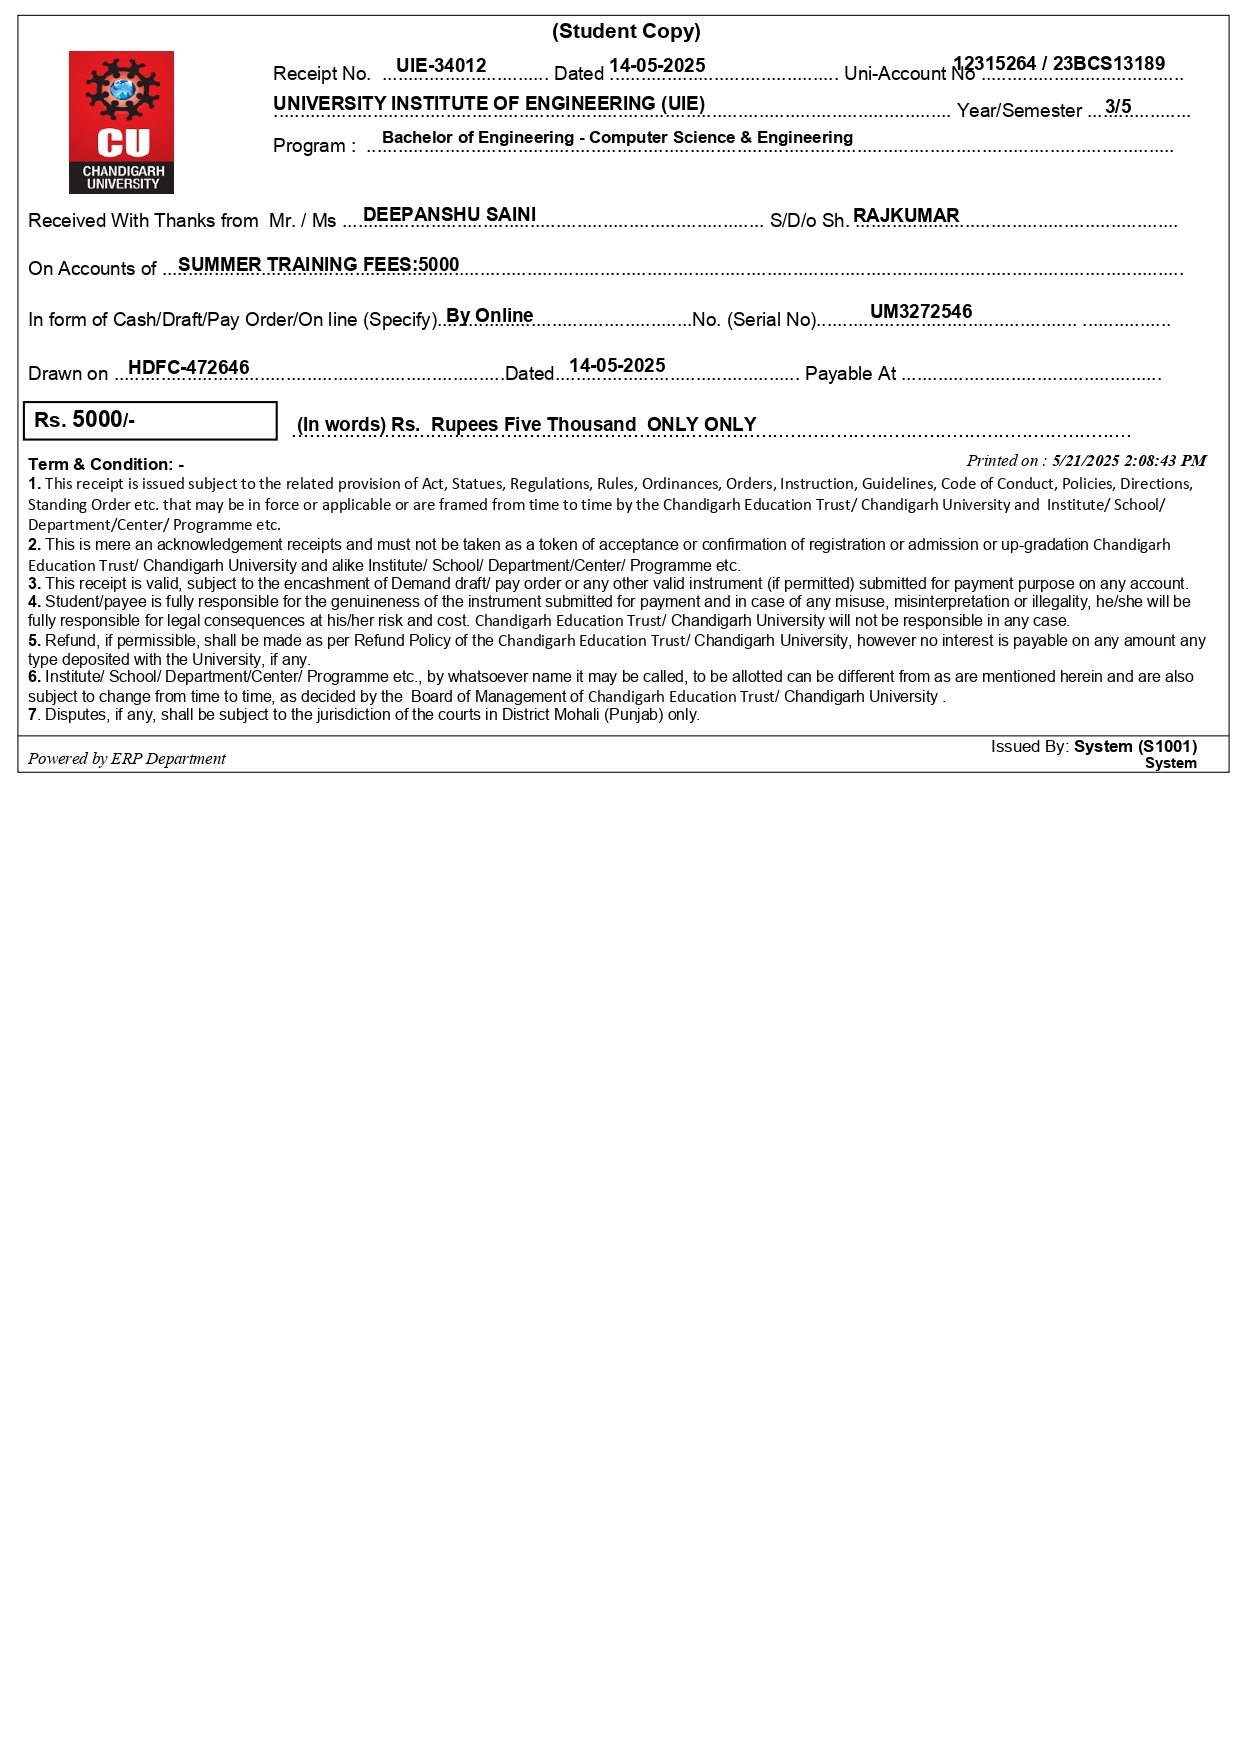 (Student Copy)
CU
CHANDIGARH
UNIVERSITY
Receipt No. UIE-34012 Dated 14-05-2025 Uni-Account No 12315264 / 23BCS13189
UNIVERSITY INSTITUTE OF ENGINEERING (UIE) Year/Semester 3/5
Program : Bachelor of Engineering - Computer Science & Engineering
Received With Thanks from Mr. / Ms DEEPANSHU SAINI S/D/o Sh. RAJKUMAR
On Accounts of SUMMER TRAINING FEES:5000
In form of Cash/Draft/Pay Order/On line (Specify) By Online No. (Serial No) UM3272546
Drawn on HDFC-472646 Dated 14-05-2025 Payable At
Rs. 5000/- (In words) Rs. Rupees Five Thousand ONLY ONLY
Term & Condition: - Printed on : 5/21/2025 2:08:43 PM
1. This receipt is issued subject to the related provision of Act, Statues, Regulations, Rules, Ordinances, Orders, Instruction, Guidelines, Code of Conduct, Policies, Directions,
Standing Order etc. that may be in force or applicable or are framed from time to time by the Chandigarh Education Trust/ Chandigarh University and Institute/ School/
Department/Center/ Programme etc.
2. This is mere an acknowledgement receipts and must not be taken as a token of acceptance or confirmation of registration or admission or up-gradation Chandigarh
Education Trust/ Chandigarh University and alike Institute/ School/ Department/Center/ Programme etc.
3. This receipt is valid, subject to the encashment of Demand draft/ pay order or any other valid instrument (if permitted) submitted for payment purpose on any account.
4. Student/payee is fully responsible for the genuineness of the instrument submitted for payment and in case of any misuse, misinterpretation or illegality, he/she will be
fully responsible for legal consequences at his/her risk and cost. Chandigarh Education Trust/ Chandigarh University will not be responsible in any case.
5. Refund, if permissible, shall be made as per Refund Policy of the Chandigarh Education Trust/ Chandigarh University, however no interest is payable on any amount any
type deposited with the University, if any.
6. Institute/ School/ Department/Center/ Programme etc., by whatsoever name it may be called, to be allotted can be different from as are mentioned herein and are also
subject to change from time to time, as decided by the Board of Management of Chandigarh Education Trust/ Chandigarh University .
7. Disputes, if any, shall be subject to the jurisdiction of the courts in District Mohali (Punjab) only.
Powered by ERP Department Issued By: System (S1001)
System